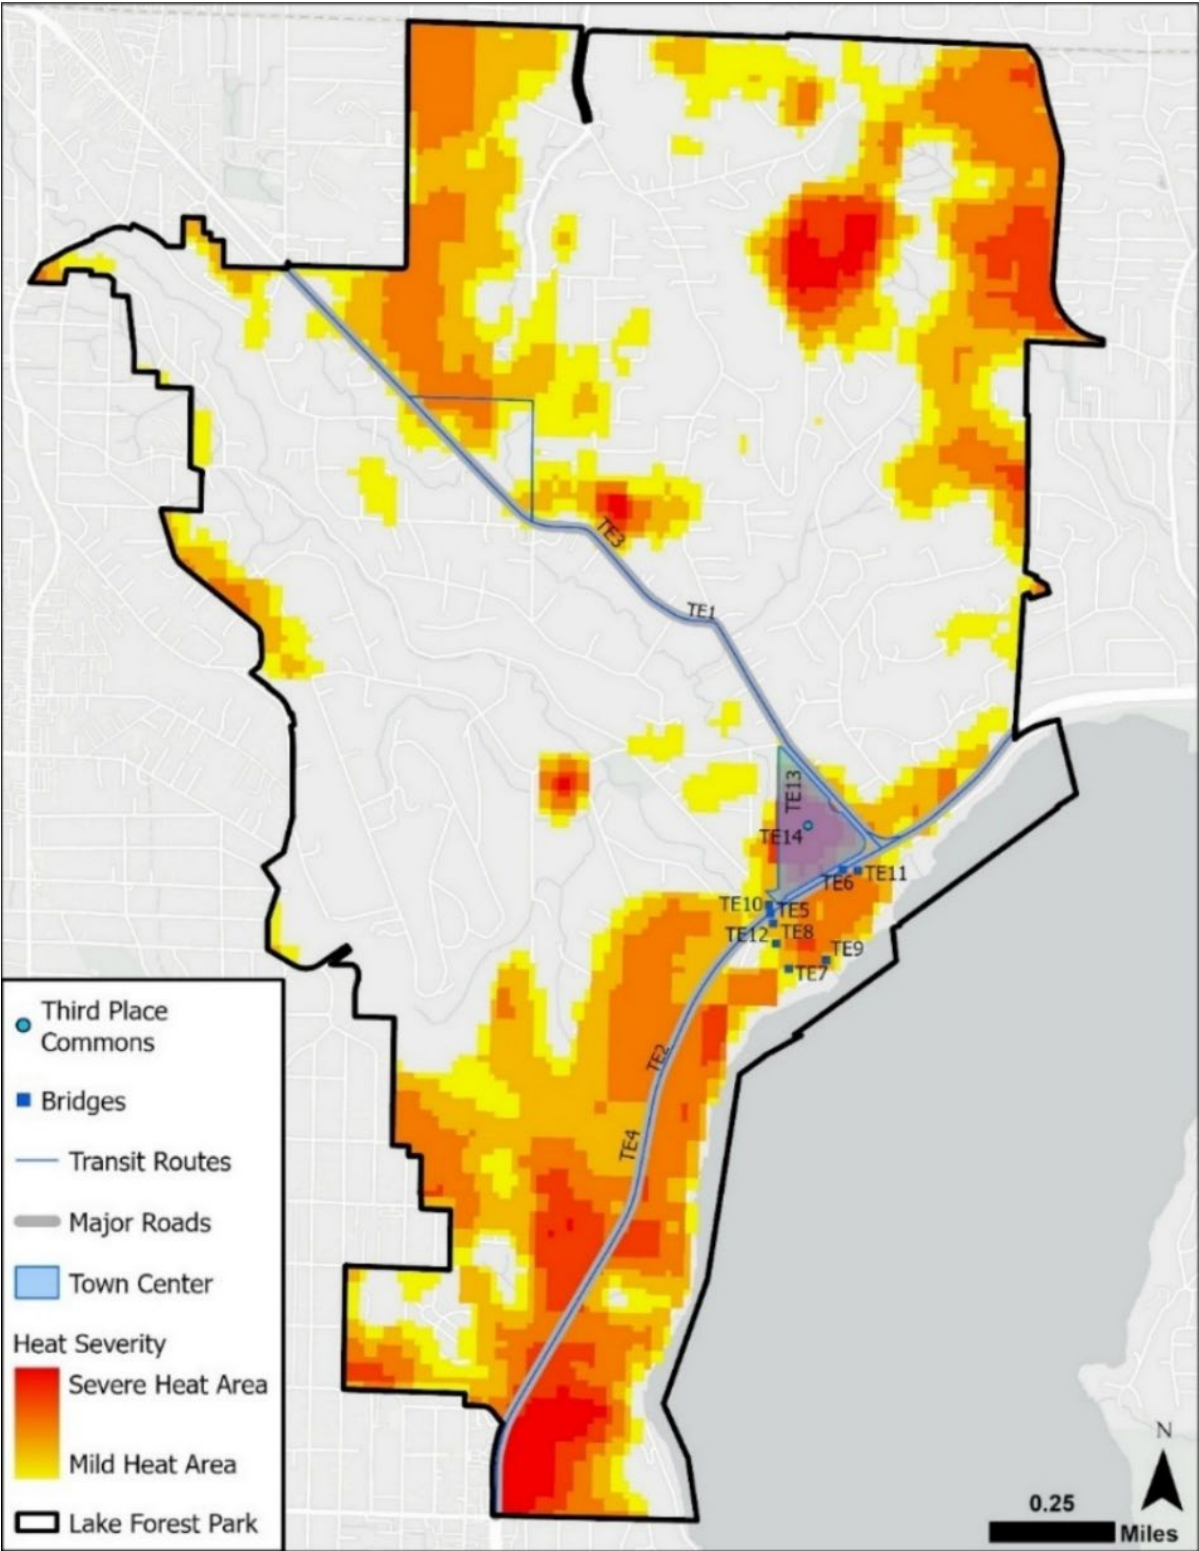 TE3
TE1
TE13
TE14
TE6
TE11
TE10
TE5
TE12
TE8
TE9
TE7
TE2
TE4
Third Place
Commons
Bridges
Transit Routes
Major Roads
Town Center
Heat Severity
Severe Heat Area
Mild Heat Area
Lake Forest Park
N
0.25
Miles